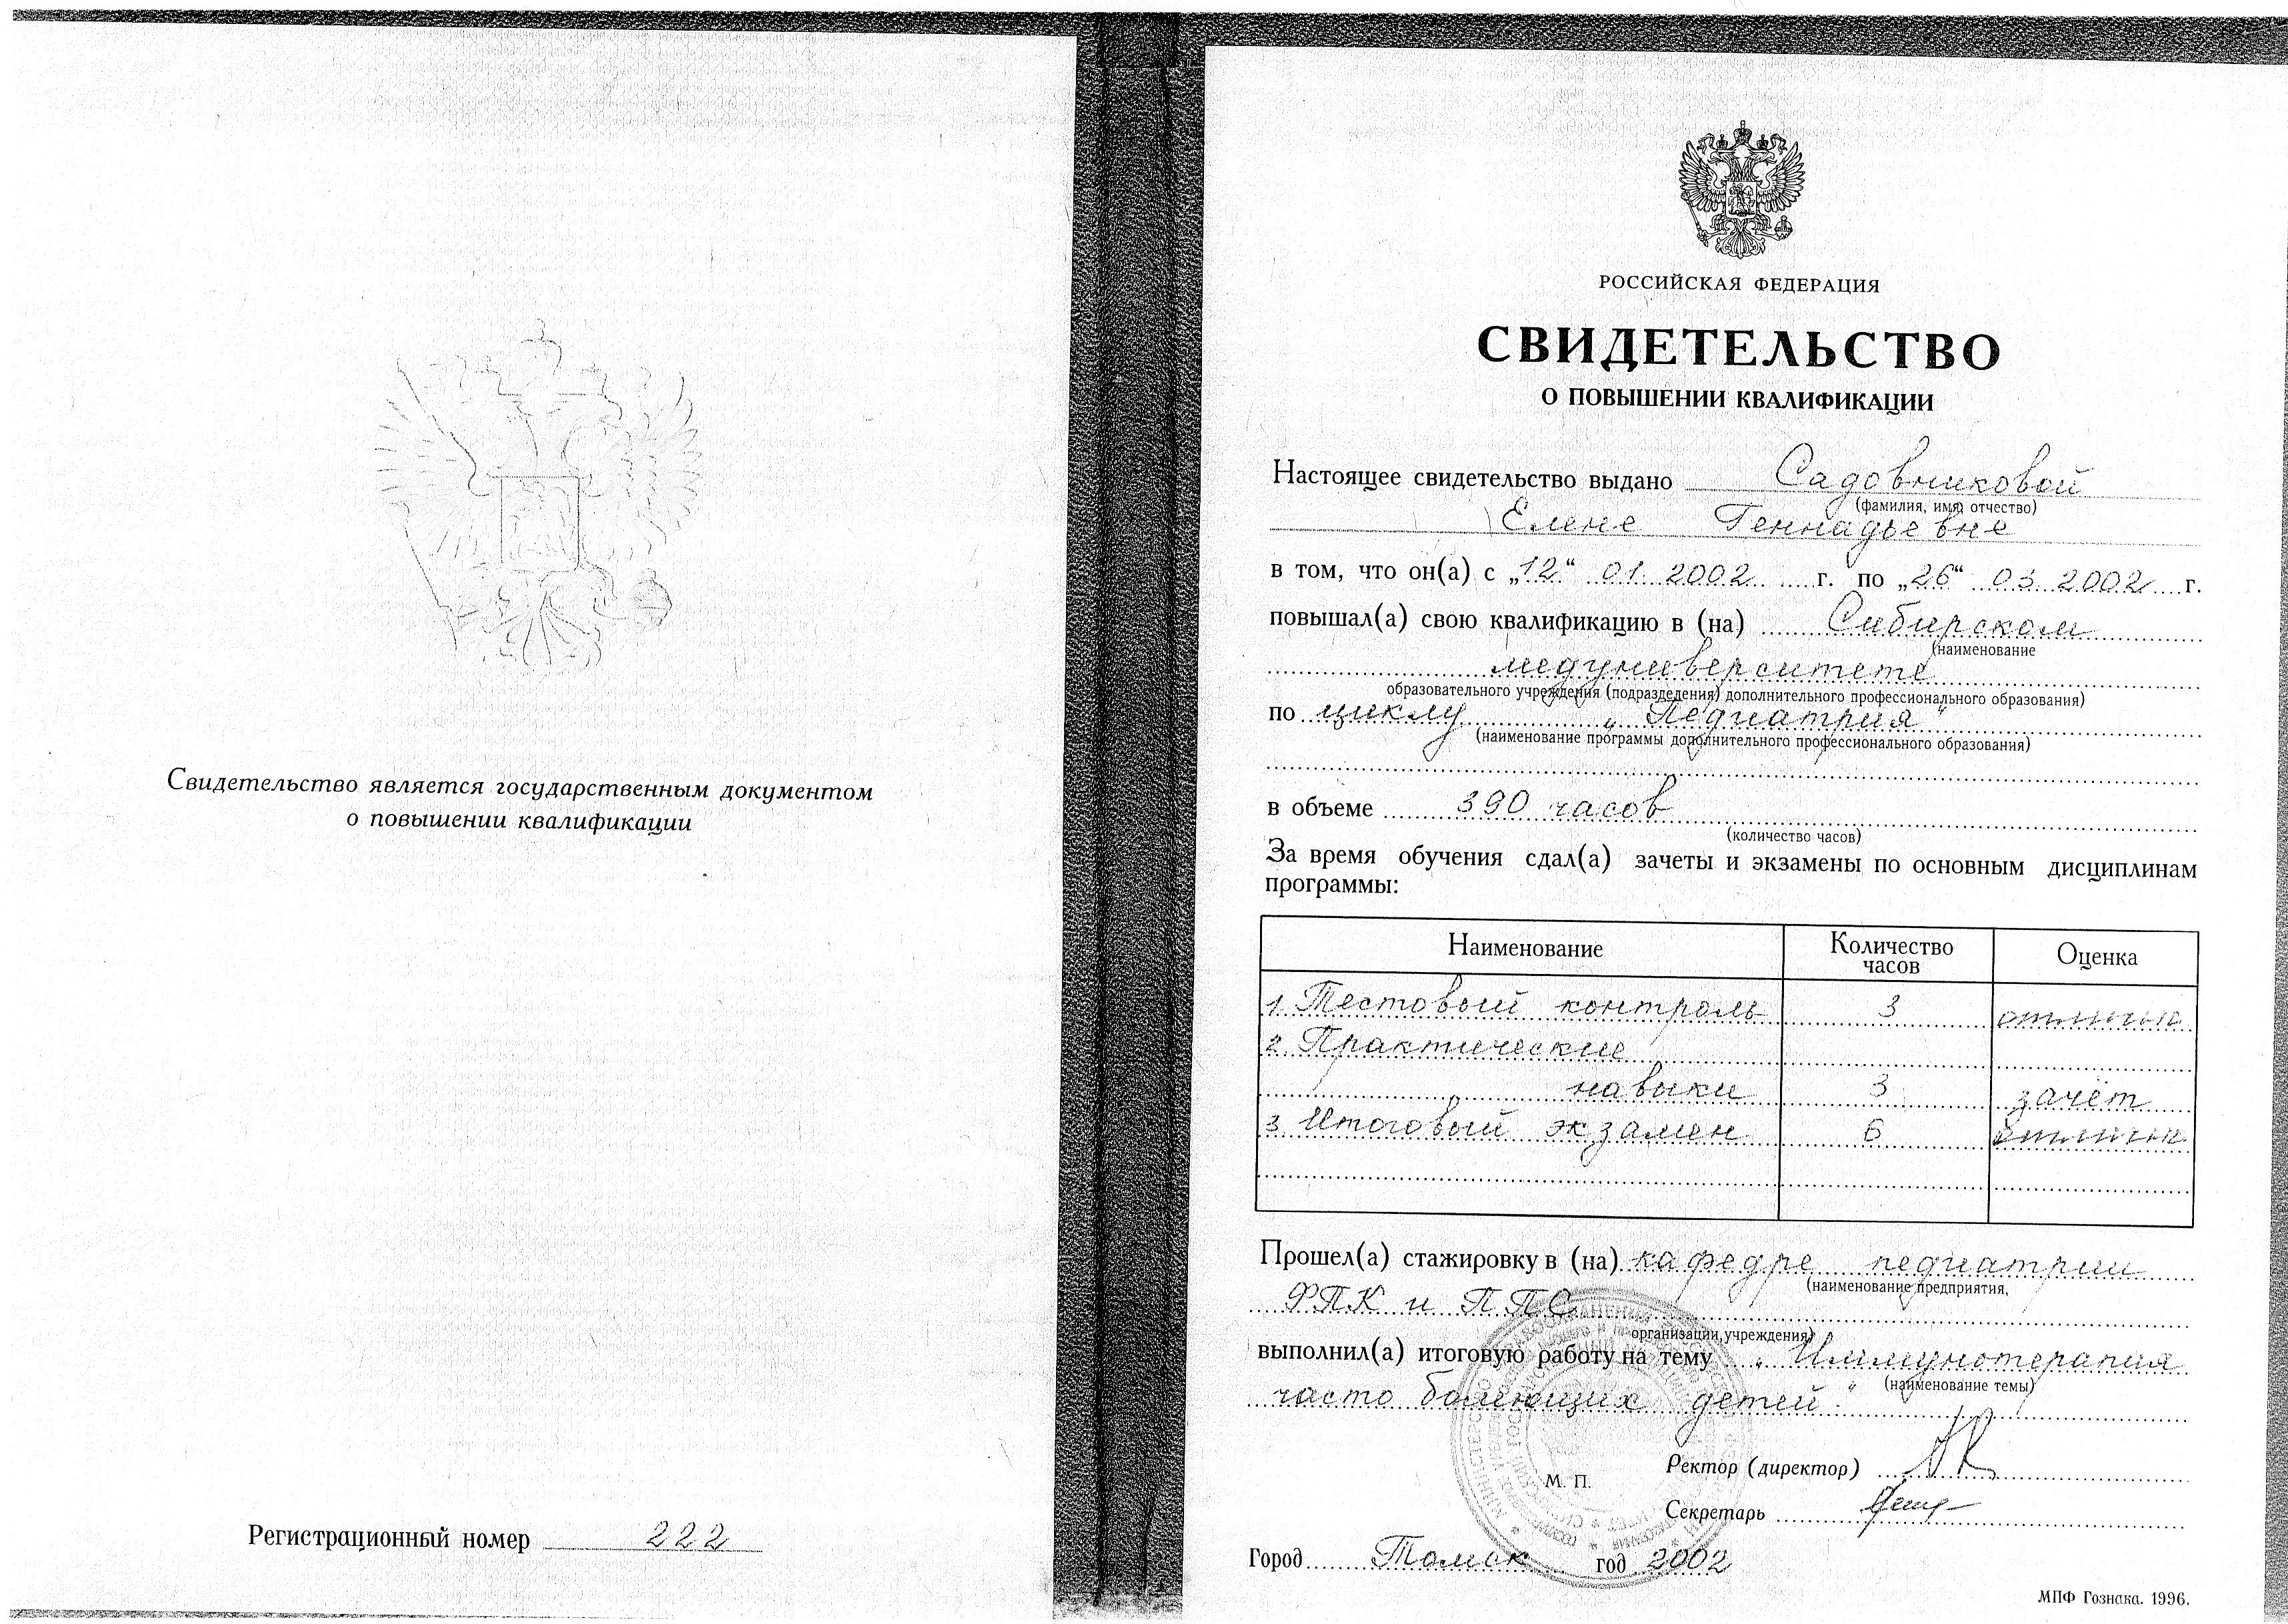 Свидетельство является государственным документом
о повышении квалификации
Регистрационный номер 222
РОССИЙСКАЯ ФЕДЕРАЦИЯ
СВИДЕТЕЛЬСТВО
О ПОВЫШЕНИИ КВАЛИФИКАЦИИ
Настоящее свидетельство выдано Садовниковой
(фамилия, имя, отчество)
Елене Геннадьевне
в том, что он(а) с „12“ 01. 2002 г. по „26“ 03. 2002 г.
повышал(а) свою квалификацию в (на) Сибирском
(наименование
медуниверситете
образовательного учреждения (подразделения) дополнительного профессионального образования)
по циклу „Педиатрия“
(наименование программы дополнительного профессионального образования)
в объеме 390 часов
(количество часов)
За время обучения сдал(а) зачеты и экзамены по основным дисциплинам
программы:
Наименование Количество часов Оценка
1. Тестовый контроль 3 отлично
2. Практические
навыки 3 зачёт
3. Итоговый экзамен 6 отлично
Прошел(а) стажировку в (на) кафедре педиатрии
(наименование предприятия,
ФПК и ППС
организации, учреждения)
выполнил(а) итоговую работу на тему „Иммунотерапия
(наименование темы)
часто болеющих детей“
Ректор (директор)
М. П.
Секретарь
Город Томск год 2002
МПФ Гознака. 1996.